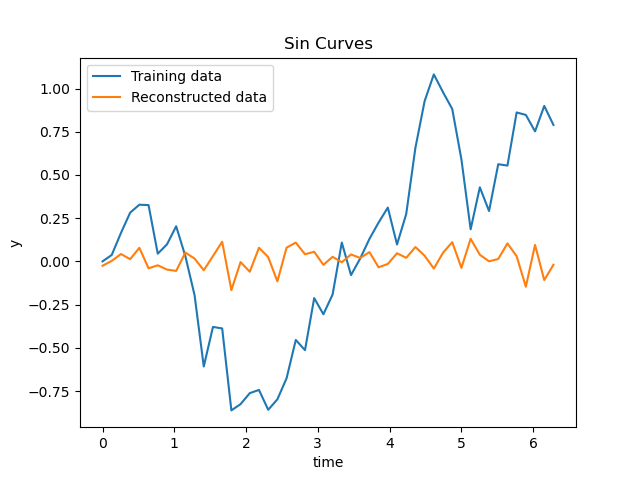 Sin Curves
Training data
Reconstructed data
1.00
0.75
0.50
0.25
0.00
−0.25
−0.50
−0.75
y
0 1 2 3 4 5 6
time